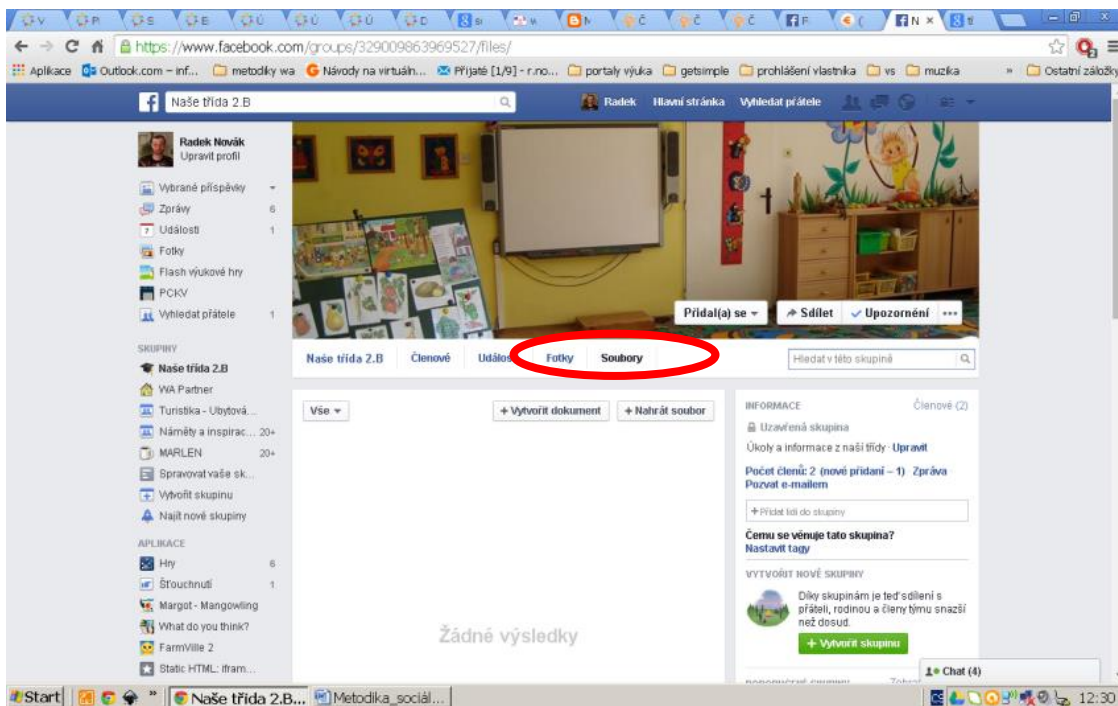 https://www.facebook.com/groups/329009863969527/files/
Aplikace Outlook.com – inf... metodiky wa Návody na virtuáln... Přijaté [1/9] - r.no... portaly výuka getsimple prohlášení vlastníka vs muzika » Ostatní záložky
Naše třída 2.B
Radek Hlavní stránka Vyhledat přátele
Radek Novák
Upravit profil
Vybrané příspěvky
Zprávy 6
Události 1
Fotky
Flash výukové hry
PCKV
Vyhledat přátele 1
Přidal(a) se Sdílet Upozornění
SKUPINY
Naše třída 2.B
WA Partner
Turistika - Ubytová...
Náměty a inspirac... 20+
MARLEN 20+
Spravovat vaše sk...
Vytvořit skupinu
Najít nové skupiny
APLIKACE
Hry 6
Šťouchnutí 1
Margot - Mangowling
What do you think?
FarmVille 2
Static HTML: ifram...
Naše třída 2.B Členové Událos Fotky Soubory
Hledat v této skupině
Vše
+ Vytvořit dokument + Nahrát soubor
Žádné výsledky
INFORMACE Členové (2)
Uzavřená skupina
Úkoly a informace z naší třídy · Upravit
Počet členů: 2 (nově přidaní – 1) Zpráva
Pozvat e-mailem
+ Přidat lidi do skupiny
Čemu se věnuje tato skupina?
Nastavit tagy
VYTVOŘIT NOVÉ SKUPINY
Díky skupinám je teď sdílení s
přáteli, rodinou a členy týmu snazší
než dosud.
+ Vytvořit skupinu
Chat (4)
Start Naše třída 2.B... Metodika_sociál... 12:30